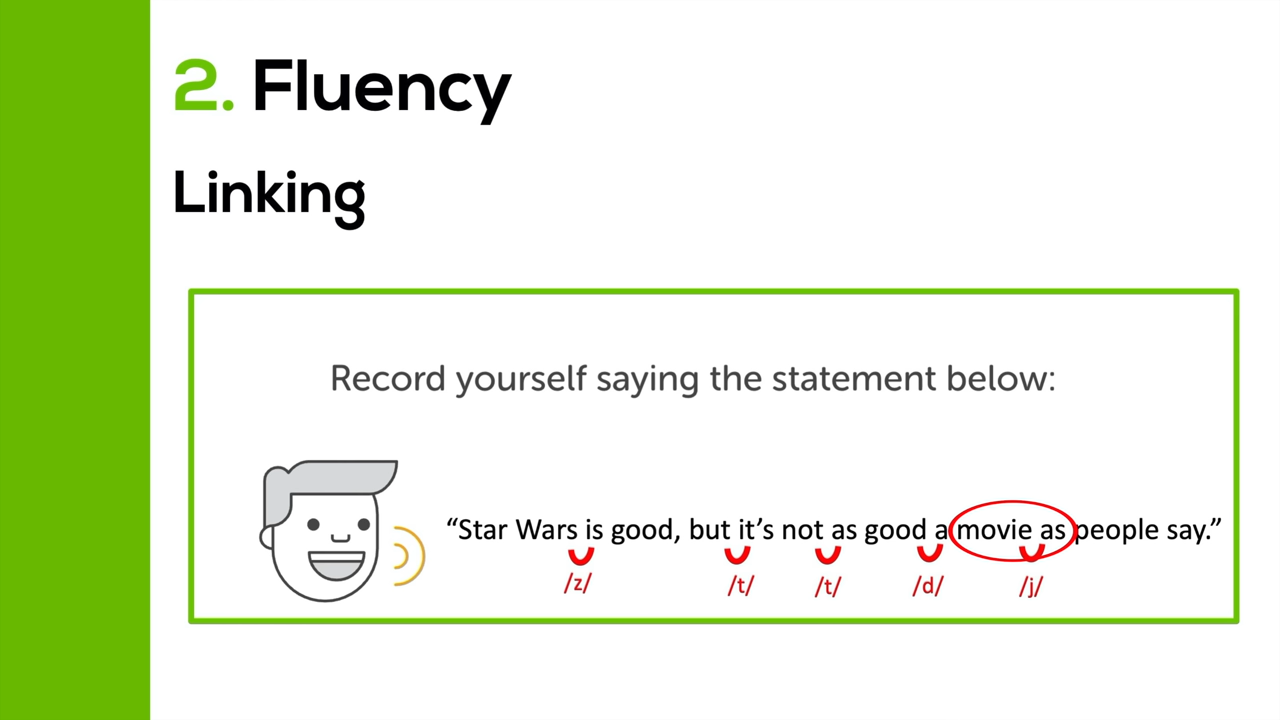 2. Fluency
Linking
Record yourself saying the statement below:
“Star Wars is good, but it’s not as good a movie as people say.”
/z/ /t/ /t/ /d/ /j/